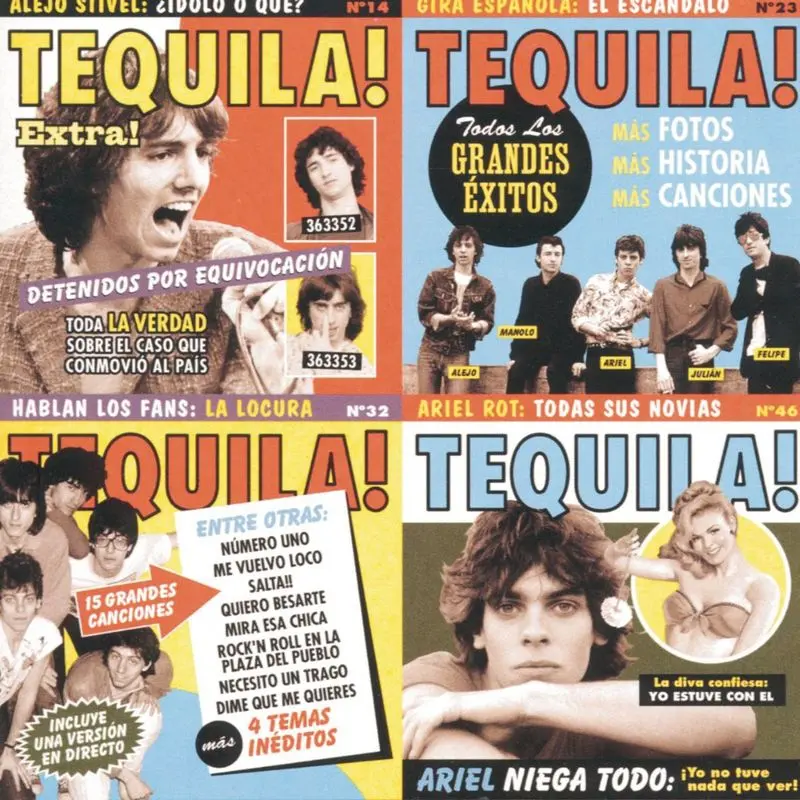 ALEJO STIVEL: ¿ÍDOLO O QUÉ? Nº14
TEQUILA!
Extra!
363352
DETENIDOS POR EQUIVOCACIÓN
TODA LA VERDAD
SOBRE EL CASO QUE
CONMOVIÓ AL PAÍS
363353
GIRA ESPAÑOLA: EL ESCÁNDALO Nº23
TEQUILA!
Todos Los
GRANDES
ÉXITOS
MÁS FOTOS
MÁS HISTORIA
MÁS CANCIONES
ALEJO
MANOLO
ARIEL
JULIÁN
FELIPE
HABLAN LOS FANS: LA LOCURA Nº32
TEQUILA!
ENTRE OTRAS:
NÚMERO UNO
ME VUELVO LOCO
SALTA!!
QUIERO BESARTE
MIRA ESA CHICA
ROCK'N ROLL EN LA
PLAZA DEL PUEBLO
NECESITO UN TRAGO
DIME QUE ME QUIERES
más 4 TEMAS
INÉDITOS
15 GRANDES
CANCIONES
INCLUYE
UNA VERSIÓN
EN DIRECTO
ARIEL ROT: TODAS SUS NOVIAS Nº46
TEQUILA!
La diva confiesa:
YO ESTUVE CON EL
ARIEL NIEGA TODO: ¡Yo no tuve
nada que ver!